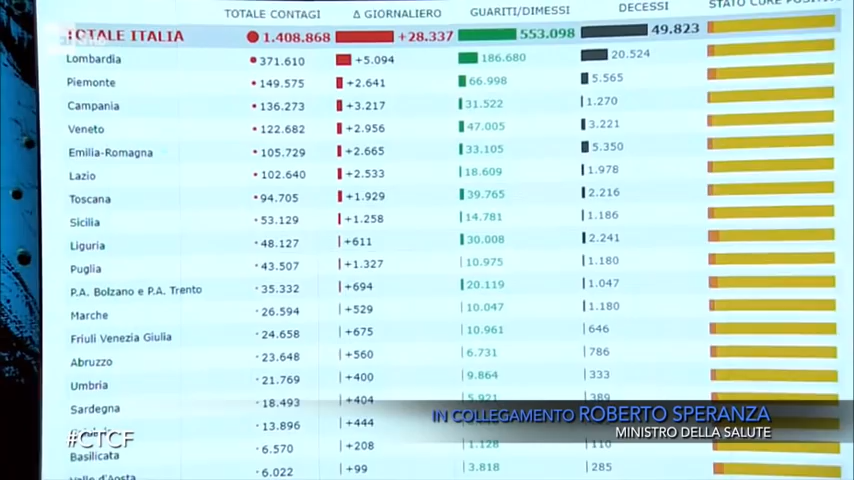 TOTALE CONTAGI Δ GIORNALIERO GUARITI/DIMESSI DECESSI STATO CURE
TOTALE ITALIA 1.408.868 +28.337 553.098 49.823
Lombardia 371.610 +5.094 186.680 20.524
Piemonte 149.575 +2.641 66.998 5.565
Campania 136.273 +3.217 31.522 1.270
Veneto 122.682 +2.956 47.005 3.221
Emilia-Romagna 105.729 +2.665 33.105 5.350
Lazio 102.640 +2.533 18.609 1.978
Toscana 94.705 +1.929 39.765 2.216
Sicilia 53.129 +1.258 14.781 1.186
Liguria 48.127 +611 30.008 2.241
Puglia 43.507 +1.327 10.975 1.180
P.A. Bolzano e P.A. Trento 35.332 +694 20.119 1.047
Marche 26.594 +529 10.047 1.180
Friuli Venezia Giulia 24.658 +675 10.961 646
Abruzzo 23.648 +560 6.731 786
Umbria 21.769 +400 9.864 333
Sardegna 18.493 +404 5.921 389
13.896 +444
Basilicata 6.570 +208 1.128 110
Valle d'Aosta 6.022 +99 3.818 285
IN COLLEGAMENTO ROBERTO SPERANZA
MINISTRO DELLA SALUTE
#CTCF